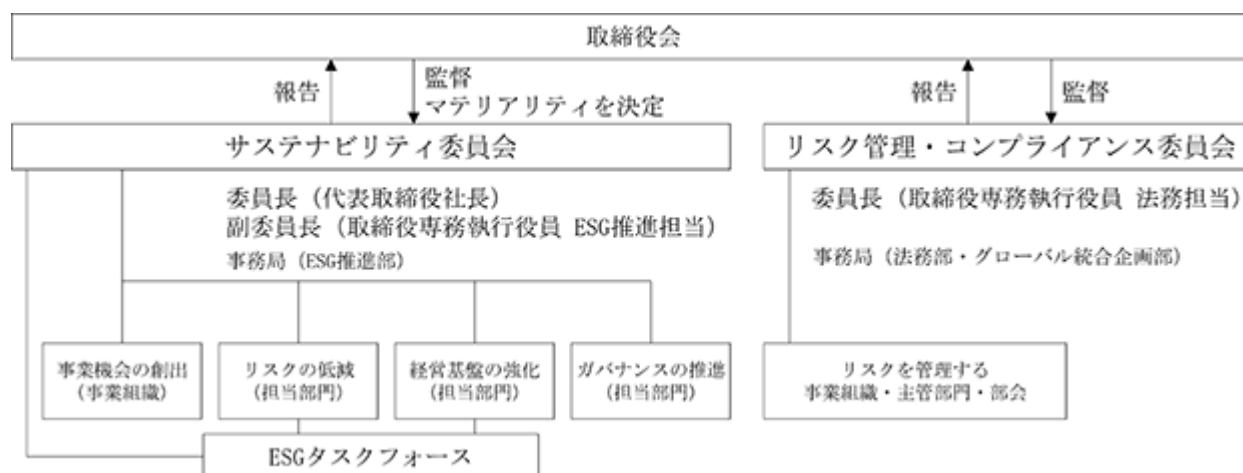 取締役会
報告
監督
マテリアリティを決定
報告
監督
サステナビリティ委員会
委員長（代表取締役社長）
副委員長（取締役専務執行役員 ESG推進担当）
事務局（ESG推進部）
リスク管理・コンプライアンス委員会
委員長（取締役専務執行役員 法務担当）
事務局（法務部・グローバル統合企画部）
事業機会の創出
（事業組織）
リスクの低減
（担当部門）
経営基盤の強化
（担当部門）
ガバナンスの推進
（担当部門）
リスクを管理する
事業組織・主管部門・部会
ESGタスクフォース